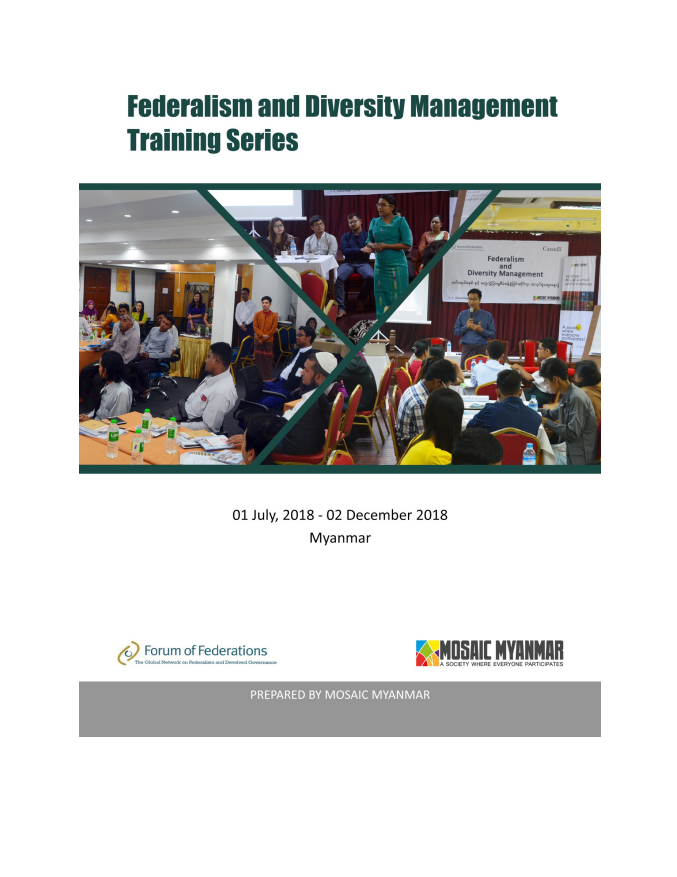 Federalism and Diversity Management
Training Series
Canada
Federalism
and
Diversity Management
MOSAIC MYANMAR
01 July, 2018 - 02 December 2018
Myanmar
Forum of Federations
The Global Network on Federalism and Devolved Governance
MOSAIC MYANMAR
A SOCIETY WHERE EVERYONE PARTICIPATES
PREPARED BY MOSAIC MYANMAR